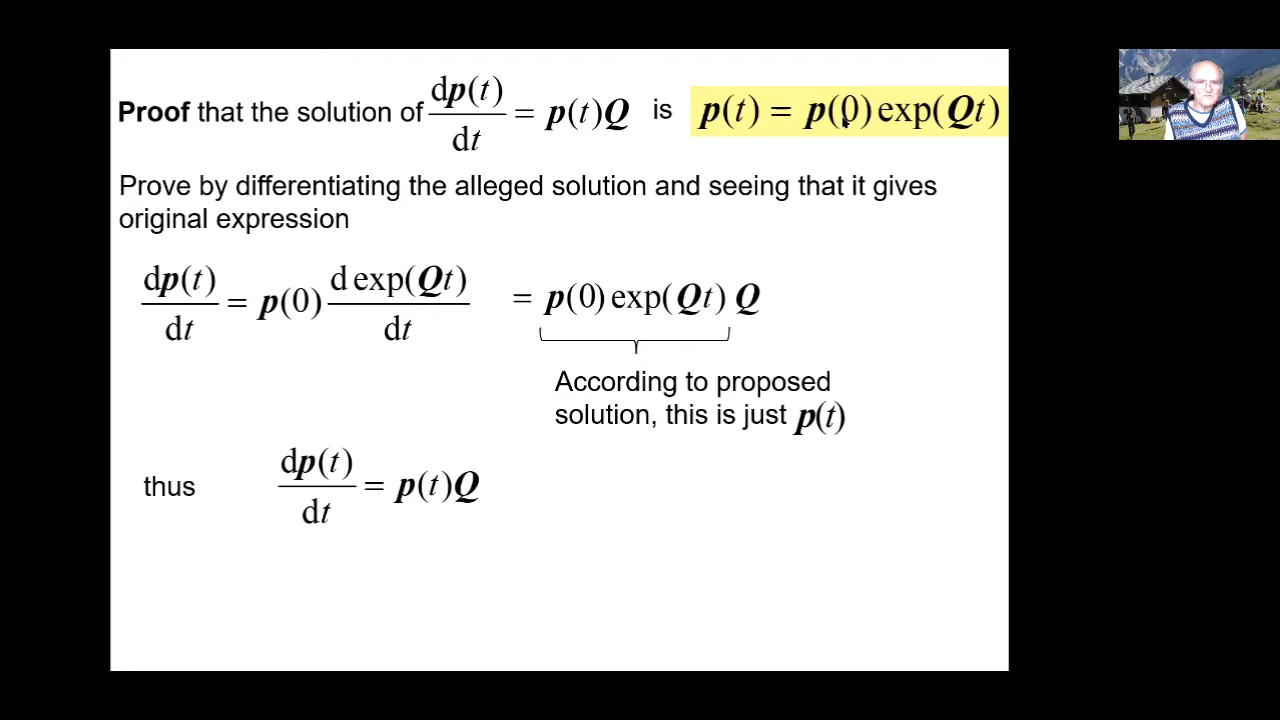 Proof that the solution of dp(t)/dt = p(t)Q is p(t) = p(0) exp(Qt)
Prove by differentiating the alleged solution and seeing that it gives
original expression
dp(t)/dt = p(0) d exp(Qt)/dt = p(0) exp(Qt) Q
According to proposed
solution, this is just p(t)
thus dp(t)/dt = p(t)Q